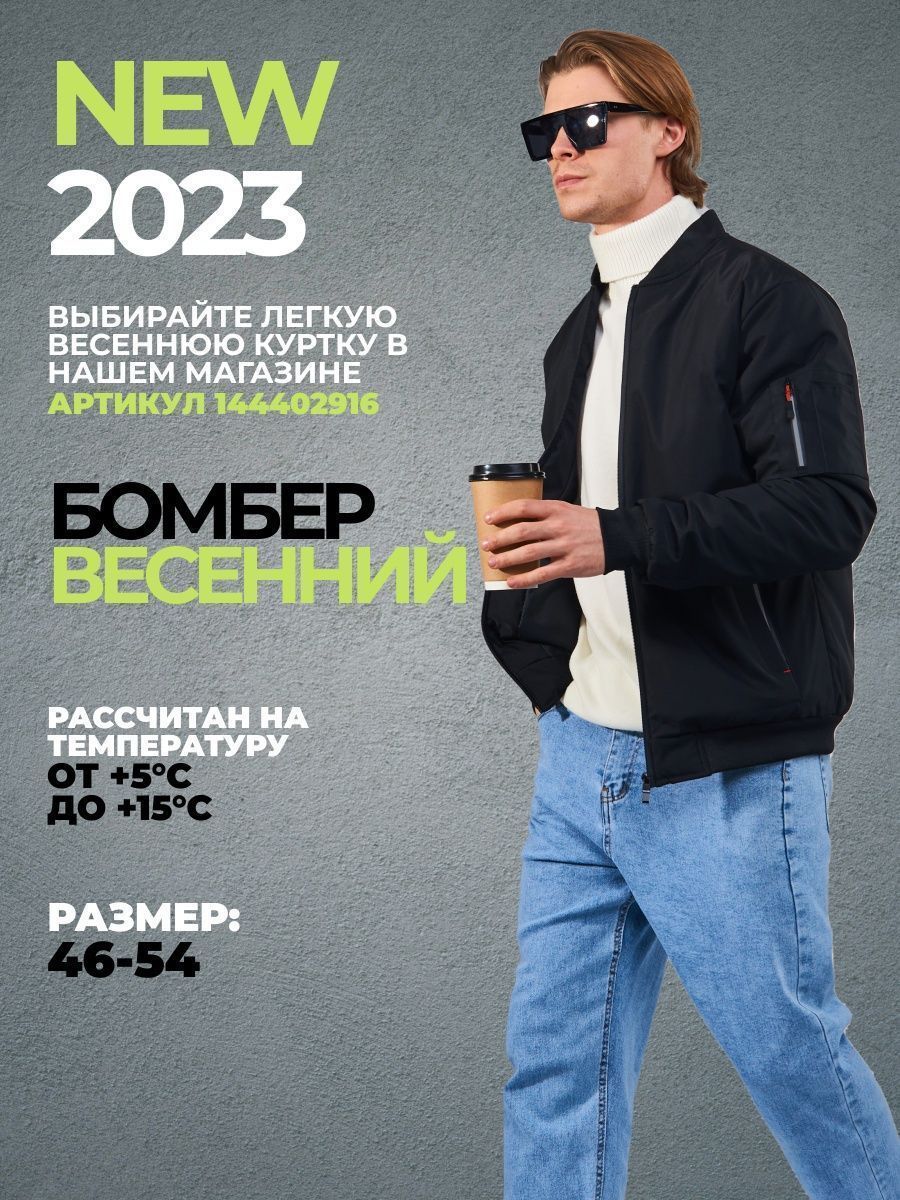 NEW
2023
ВЫБИРАЙТЕ ЛЕГКУЮ
ВЕСЕННЮЮ КУРТКУ В
НАШЕМ МАГАЗИНЕ
АРТИКУЛ 144402916
БОМБЕР
ВЕСЕННИЙ
РАССЧИТАН НА
ТЕМПЕРАТУРУ
ОТ +5°C
ДО +15°C
РАЗМЕР:
46-54